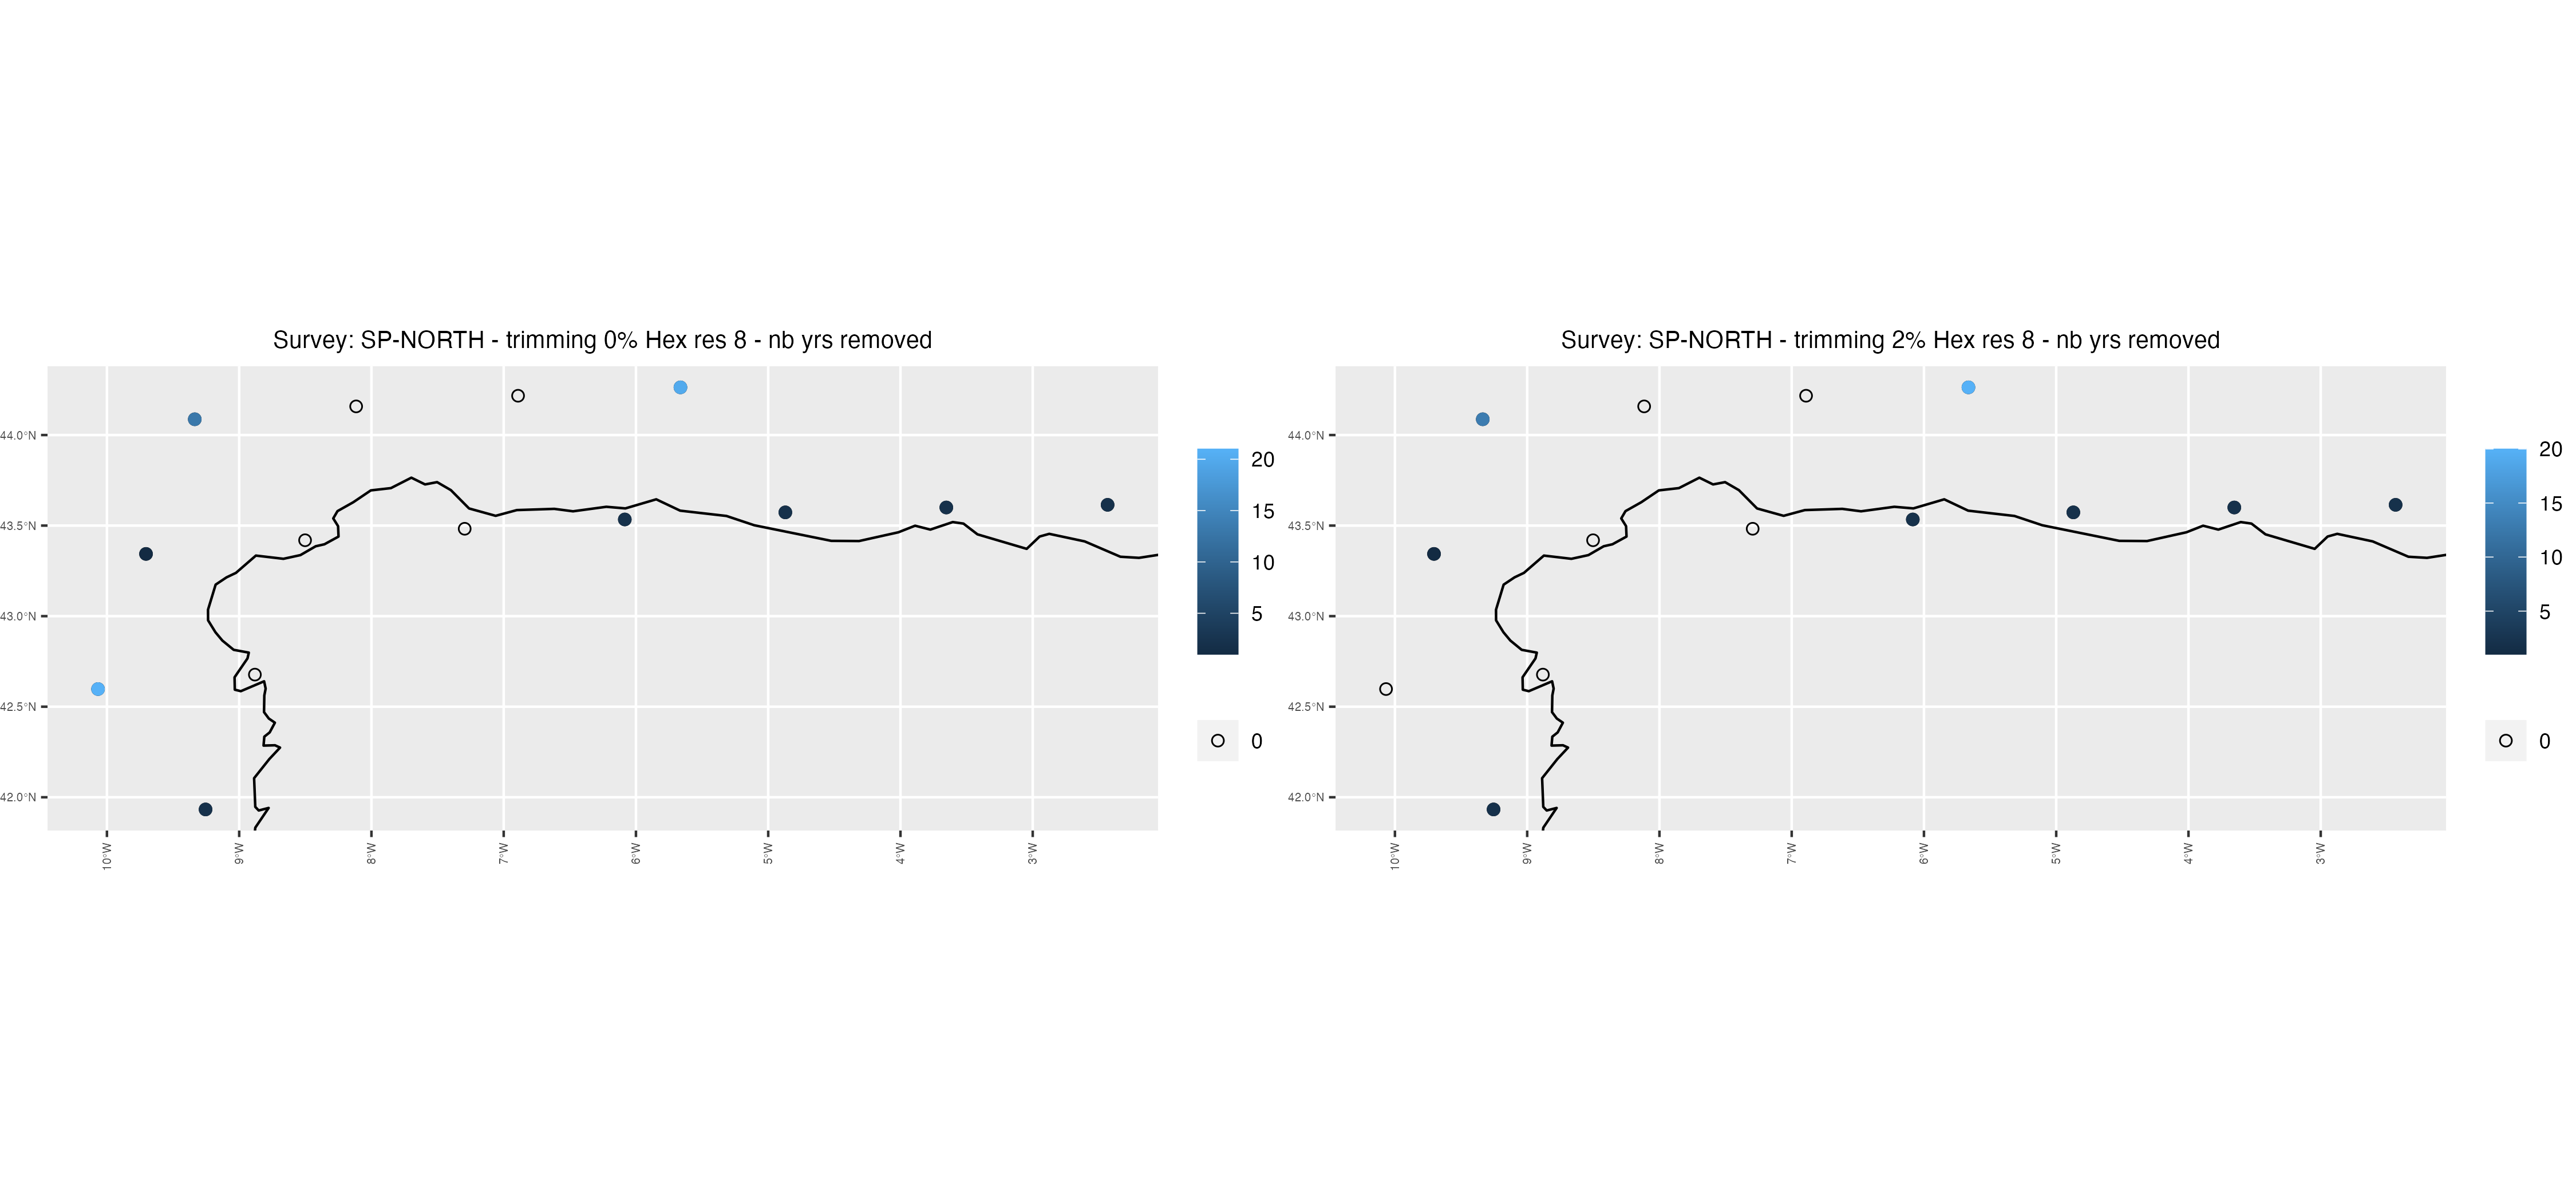 Survey: SP-NORTH - trimming 0% Hex res 8 - nb yrs removed
44.0°N
43.5°N
43.0°N
42.5°N
42.0°N
10°W
9°W
8°W
7°W
6°W
5°W
4°W
3°W
20
15
10
5
0
Survey: SP-NORTH - trimming 2% Hex res 8 - nb yrs removed
44.0°N
43.5°N
43.0°N
42.5°N
42.0°N
10°W
9°W
8°W
7°W
6°W
5°W
4°W
3°W
20
15
10
5
0